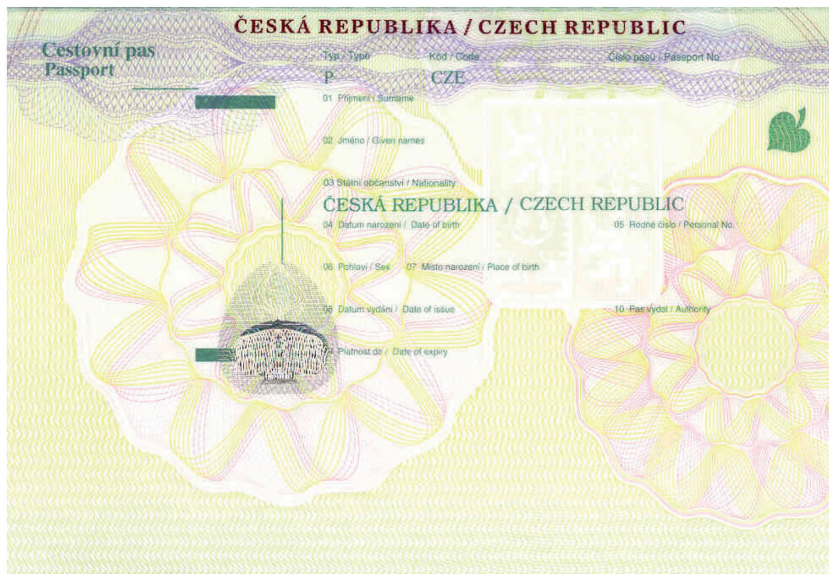 ČESKÁ REPUBLIKA / CZECH REPUBLIC
Cestovní pas
Passport
Typ / Type Kód / Code Číslo pasu / Passport No.
P CZE
01 Příjmení / Surname
02 Jméno / Given names
03 Státní občanství / Nationality
ČESKÁ REPUBLIKA / CZECH REPUBLIC
04 Datum narození / Date of birth 05 Rodné číslo / Personal No.
06 Pohlaví / Sex 07 Místo narození / Place of birth
08 Datum vydání / Date of issue 10 Pas vydal / Authority
Platnost do / Date of expiry